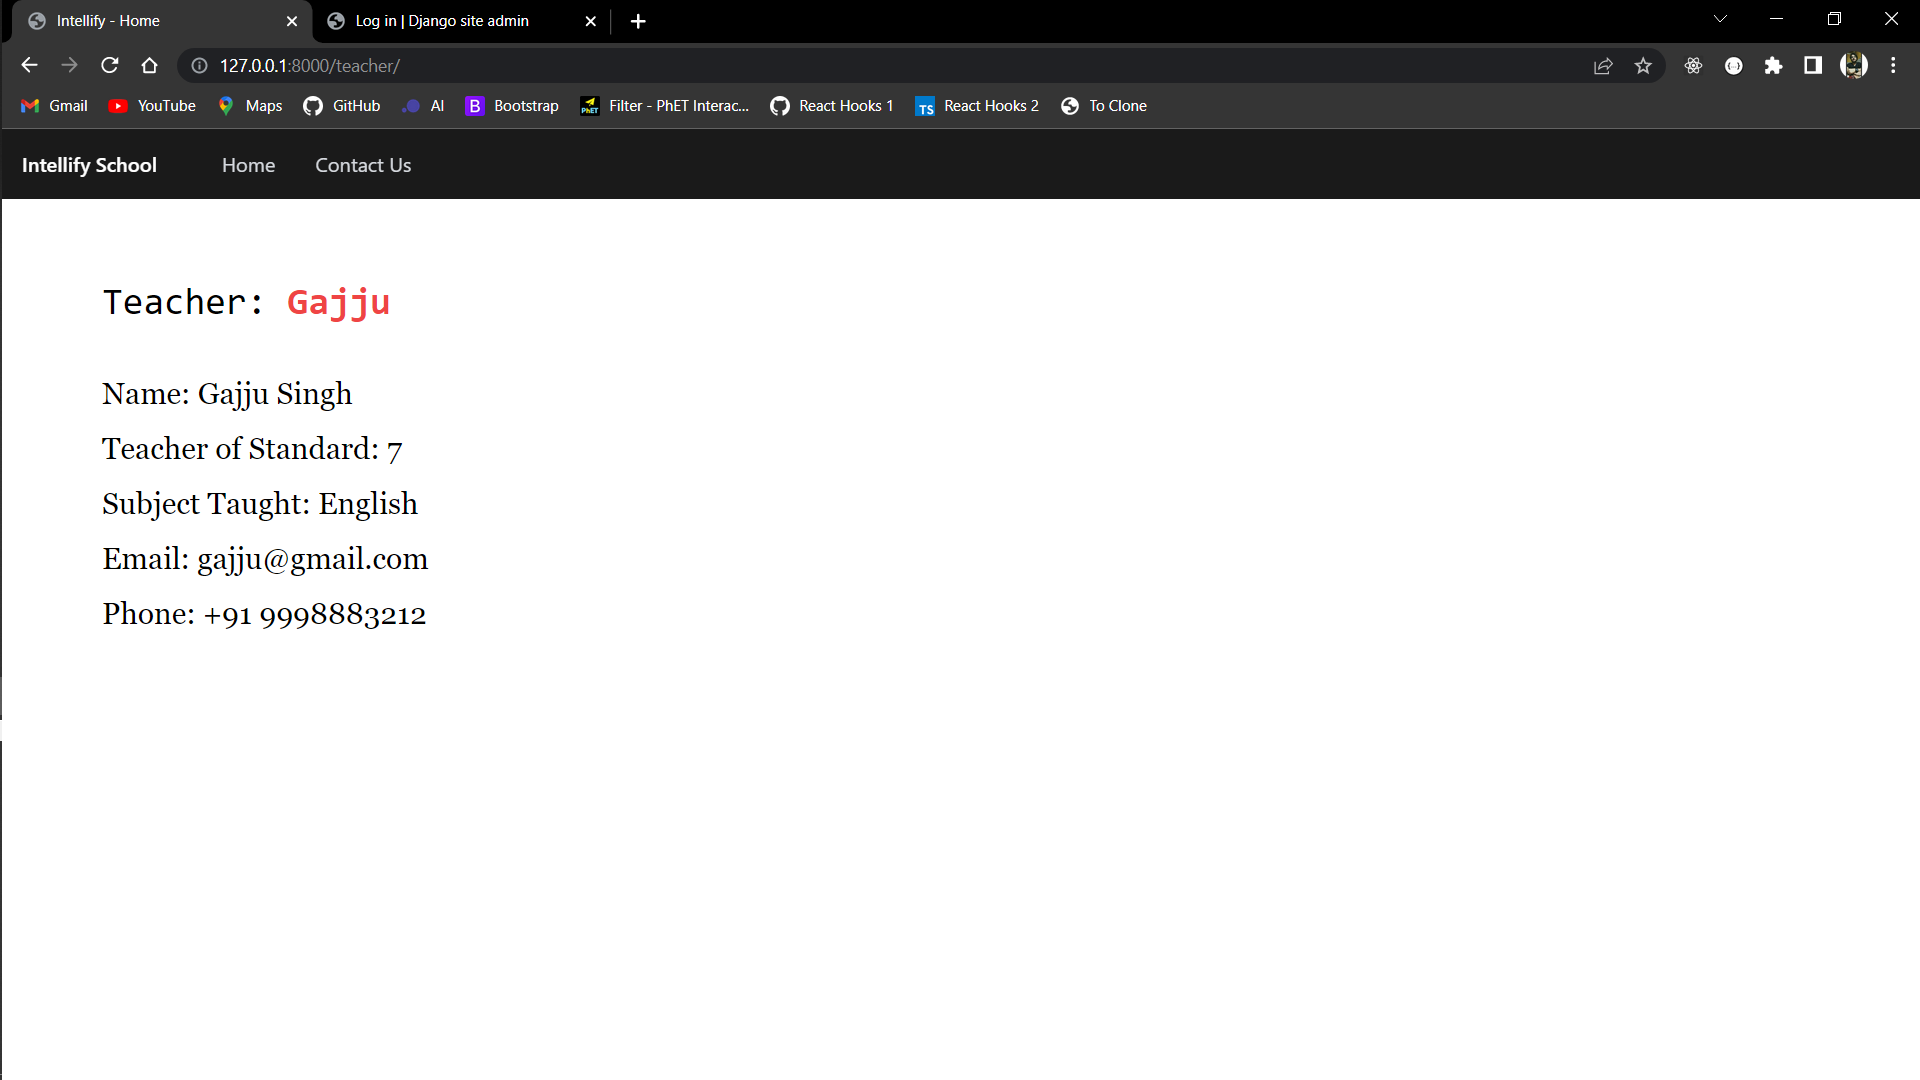 Intellify - Home
Log in | Django site admin
127.0.0.1:8000/teacher/
Gmail YouTube Maps GitHub AI B Bootstrap PhET Filter - PhET Interac... React Hooks 1 TS React Hooks 2 To Clone
Intellify School Home Contact Us
Teacher: Gajju
Name: Gajju Singh
Teacher of Standard: 7
Subject Taught: English
Email: gajju@gmail.com
Phone: +91 9998883212